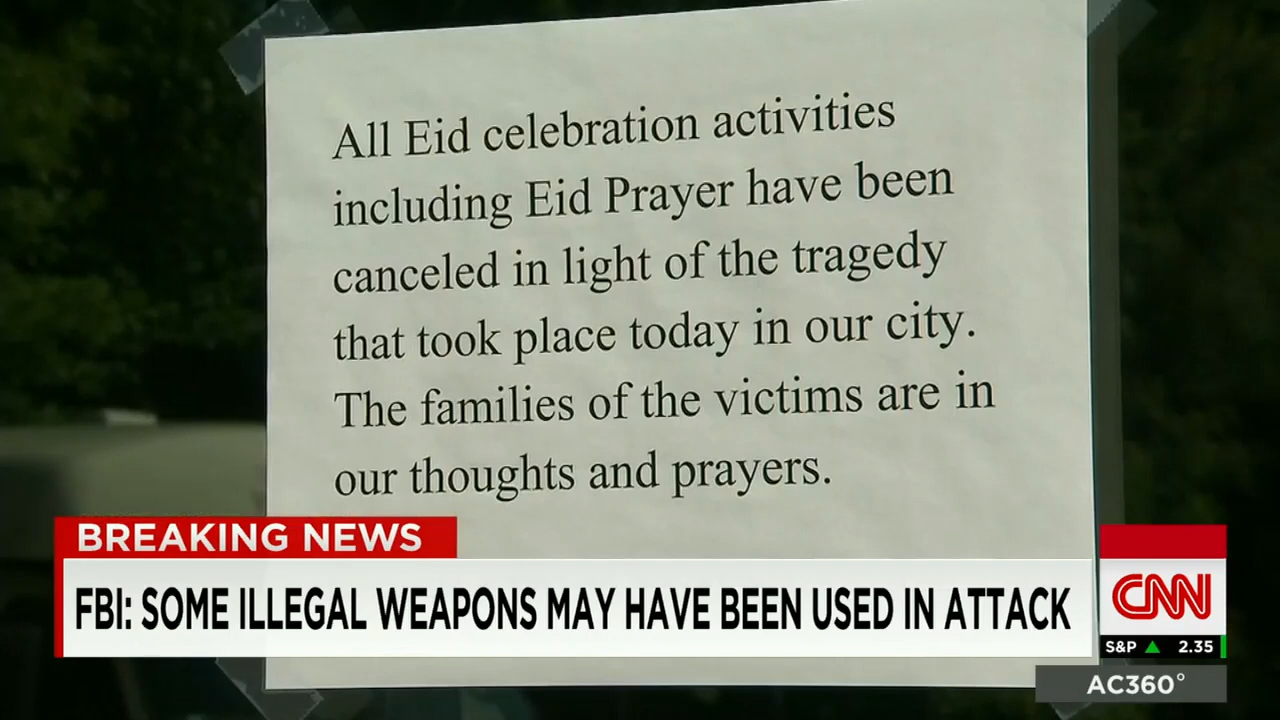 All Eid celebration activities
including Eid Prayer have been
canceled in light of the tragedy
that took place today in our city.
The families of the victims are in
our thoughts and prayers.
BREAKING NEWS
FBI: SOME ILLEGAL WEAPONS MAY HAVE BEEN USED IN ATTACK
CNN
S&P ▲ 2.35
AC360°